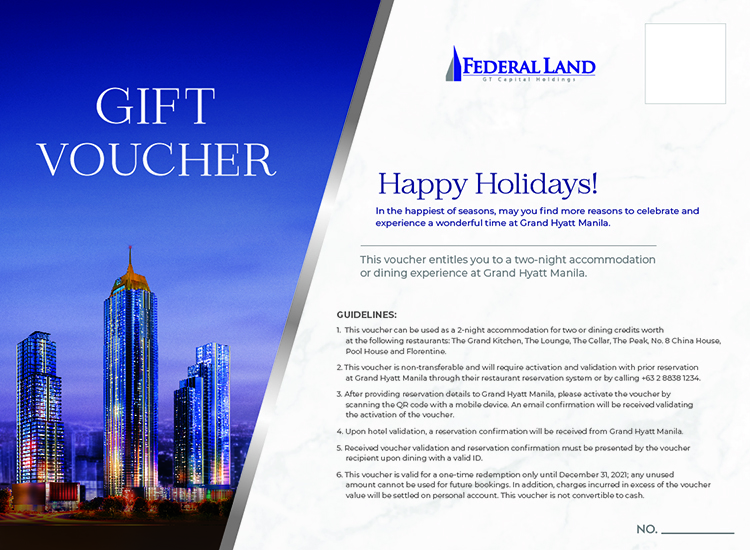 GIFT
VOUCHER
FEDERAL LAND
GT Capital Holdings
Happy Holidays!
In the happiest of seasons, may you find more reasons to celebrate and
experience a wonderful time at Grand Hyatt Manila.
This voucher entitles you to a two-night accommodation
or dining experience at Grand Hyatt Manila.
GUIDELINES:
1. This voucher can be used as a 2-night accommodation for two or dining credits worth
at the following restaurants: The Grand Kitchen, The Lounge, The Cellar, The Peak, No. 8 China House,
Pool House and Florentine.
2. This voucher is non-transferable and will require activation and validation with prior reservation
at Grand Hyatt Manila through their restaurant reservation system or by calling +63 2 8838 1234.
3. After providing reservation details to Grand Hyatt Manila, please activate the voucher by
scanning the QR code with a mobile device. An email confirmation will be received validating
the activation of the voucher.
4. Upon hotel validation, a reservation confirmation will be received from Grand Hyatt Manila.
5. Received voucher validation and reservation confirmation must be presented by the voucher
recipient upon dining with a valid ID.
6. This voucher is valid for a one-time redemption only until December 31, 2021; any unused
amount cannot be used for future bookings. In addition, charges incurred in excess of the voucher
value will be settled on personal account. This voucher is not convertible to cash.
NO.